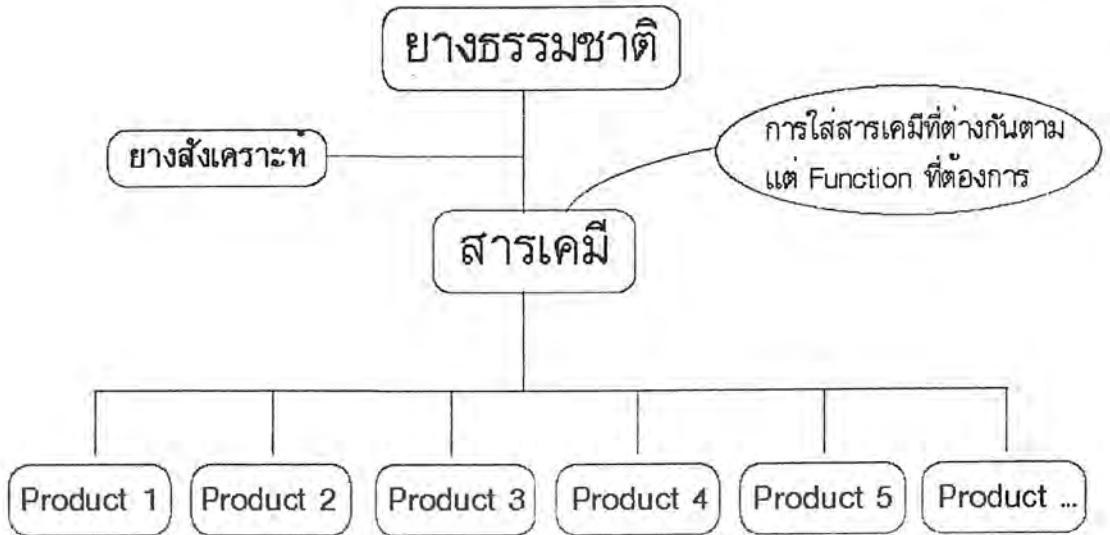 ยางธรรมชาติ
ยางสังเคราะห์
การใส่สารเคมีที่ต่างกันตาม
แต่ Function ที่ต้องการ
สารเคมี
Product 1
Product 2
Product 3
Product 4
Product 5
Product ...